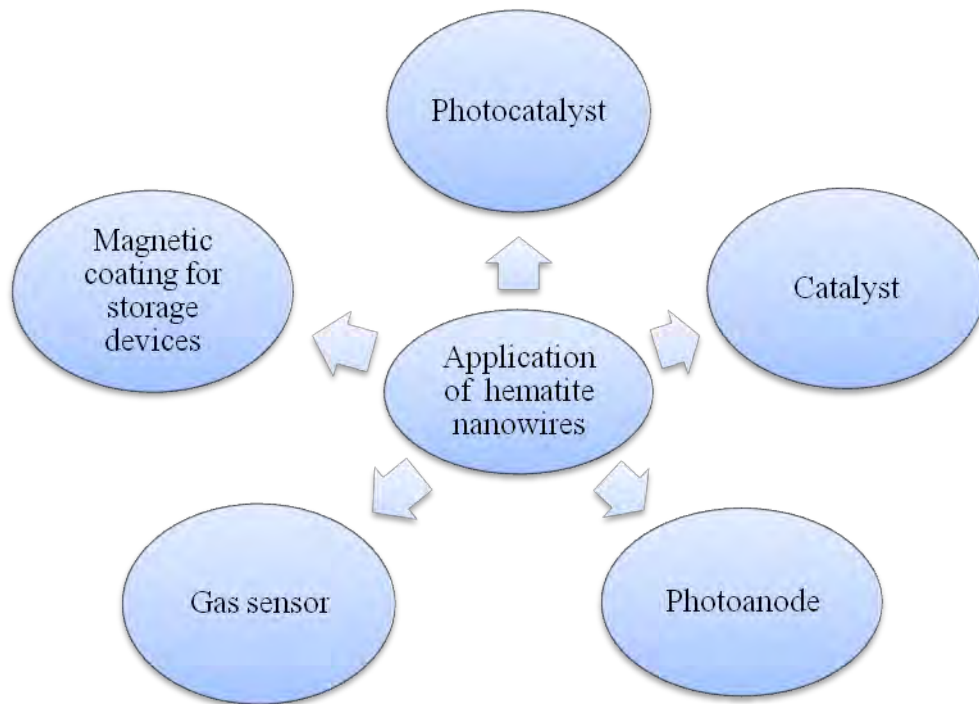 Photocatalyst
Magnetic
coating for
storage
devices
Catalyst
Application
of hematite
nanowires
Gas sensor
Photoanode